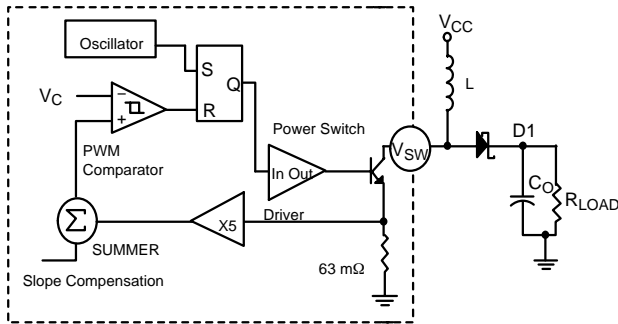 Oscillator
S
Q
R
V_C
−
+
PWM
Comparator
Power Switch
In Out
V_SW
V_CC
L
D1
C_O
R_LOAD
Driver
X5
Σ
SUMMER
Slope Compensation
63 mΩ